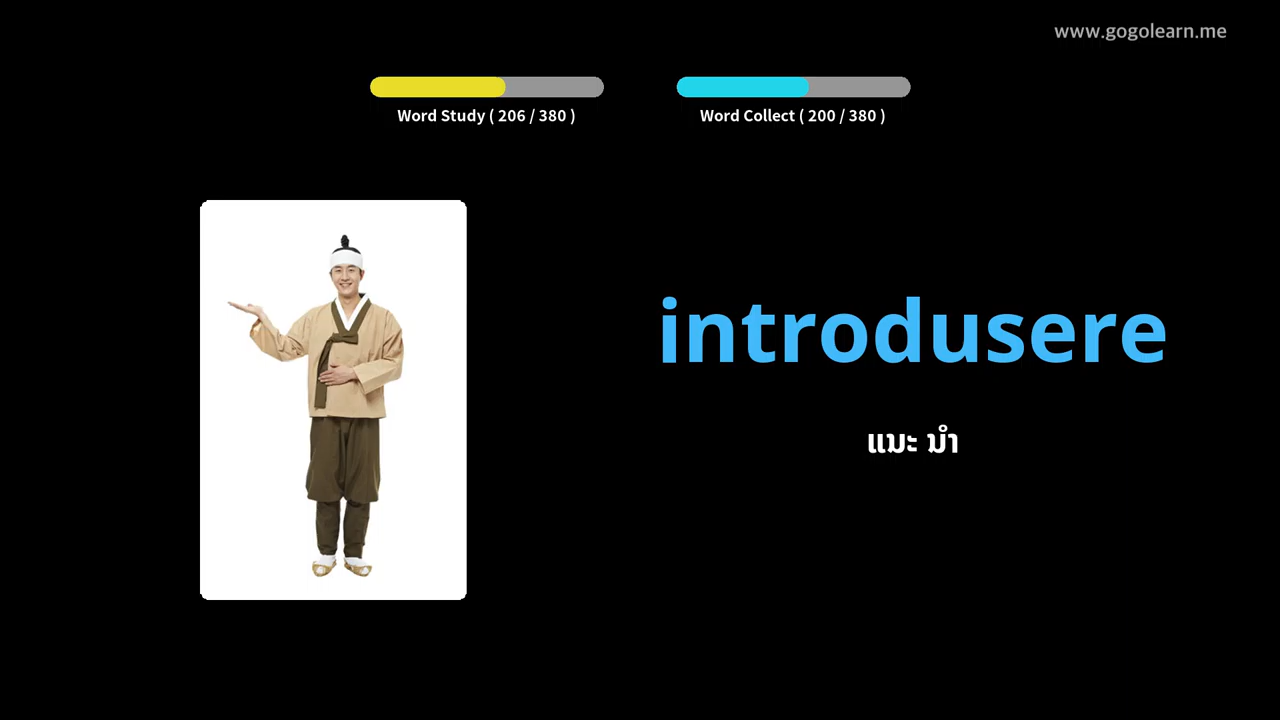 www.gogolearn.me
Word Study ( 206 / 380 )
Word Collect ( 200 / 380 )
introdusere
ແນະ ນຳ